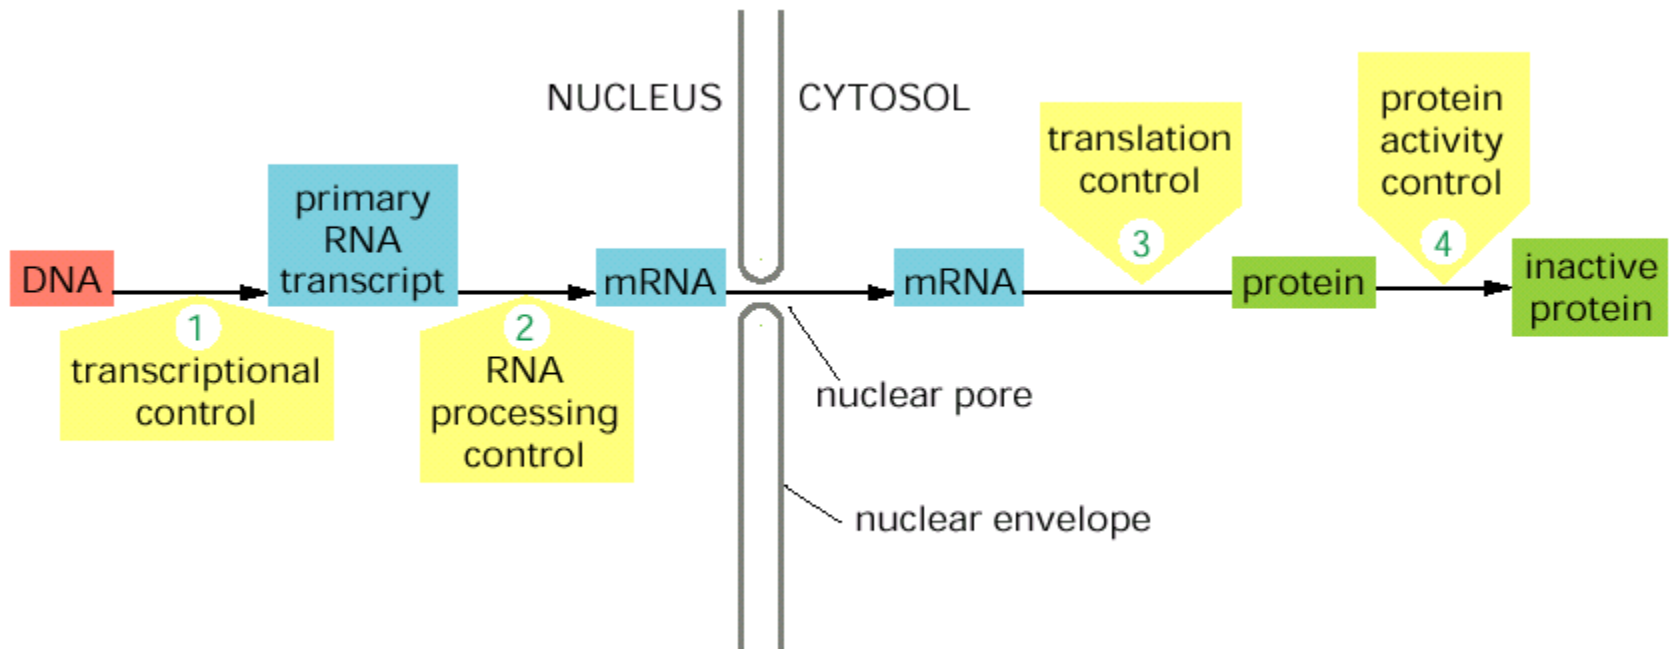 NUCLEUS
CYTOSOL
DNA
primary
RNA
transcript
mRNA
mRNA
protein
inactive
protein
1
transcriptional
control
2
RNA
processing
control
translation
control
3
protein
activity
control
4
nuclear pore
nuclear envelope